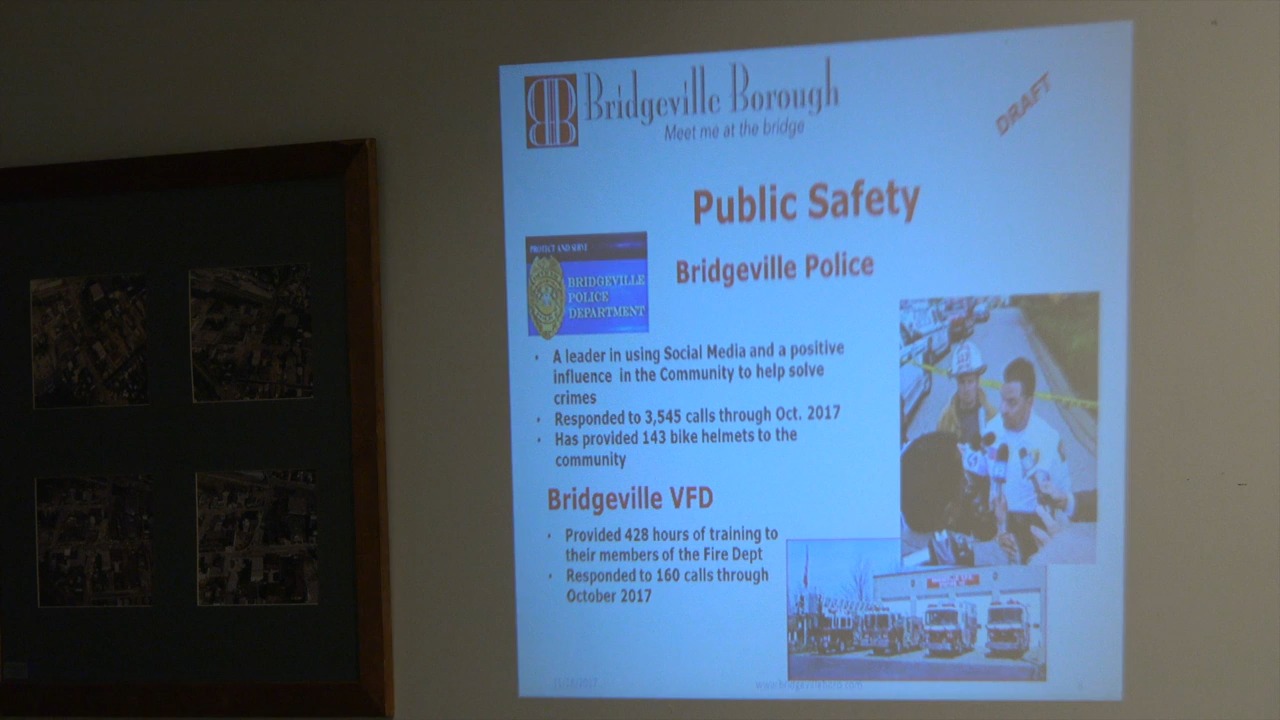 Bridgeville Borough
DRAFT
Meet me at the bridge
Public Safety
PROTECT AND SERVE
BRIDGEVILLE
POLICE
DEPARTMENT
Bridgeville Police
• A leader in using Social Media and a positive
influence in the Community to help solve
crimes
• Responded to 3,545 calls through Oct. 2017
• Has provided 143 bike helmets to the
community
Bridgeville VFD
• Provided 428 hours of training to
their members of the Fire Dept
• Responded to 160 calls through
October 2017
www.bridgevilleboro.com